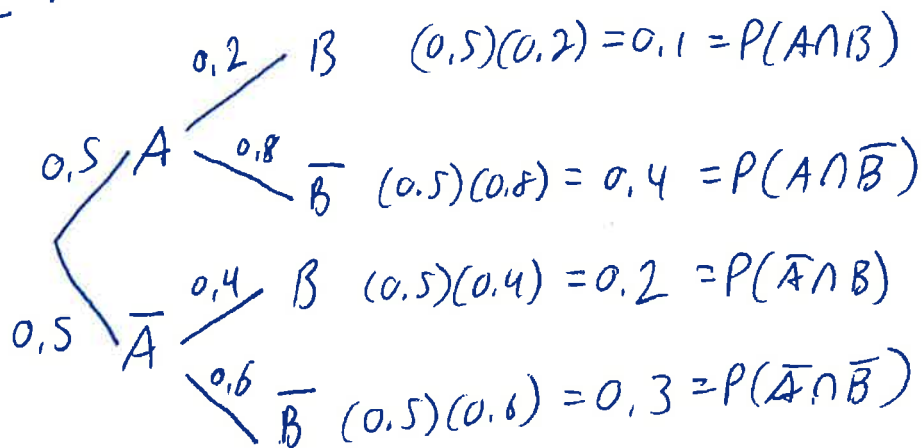 0,2 B (0,5)(0,2) = 0,1 = P(A∩B)
0,5 A 0,8 B̅ (0.5)(0.8) = 0,4 = P(A∩B̅)
0,4 B (0.5)(0.4) = 0.2 = P(A̅∩B)
0,5 A̅ 0,6 B̅ (0.5)(0.6) = 0,3 = P(A̅∩B̅)